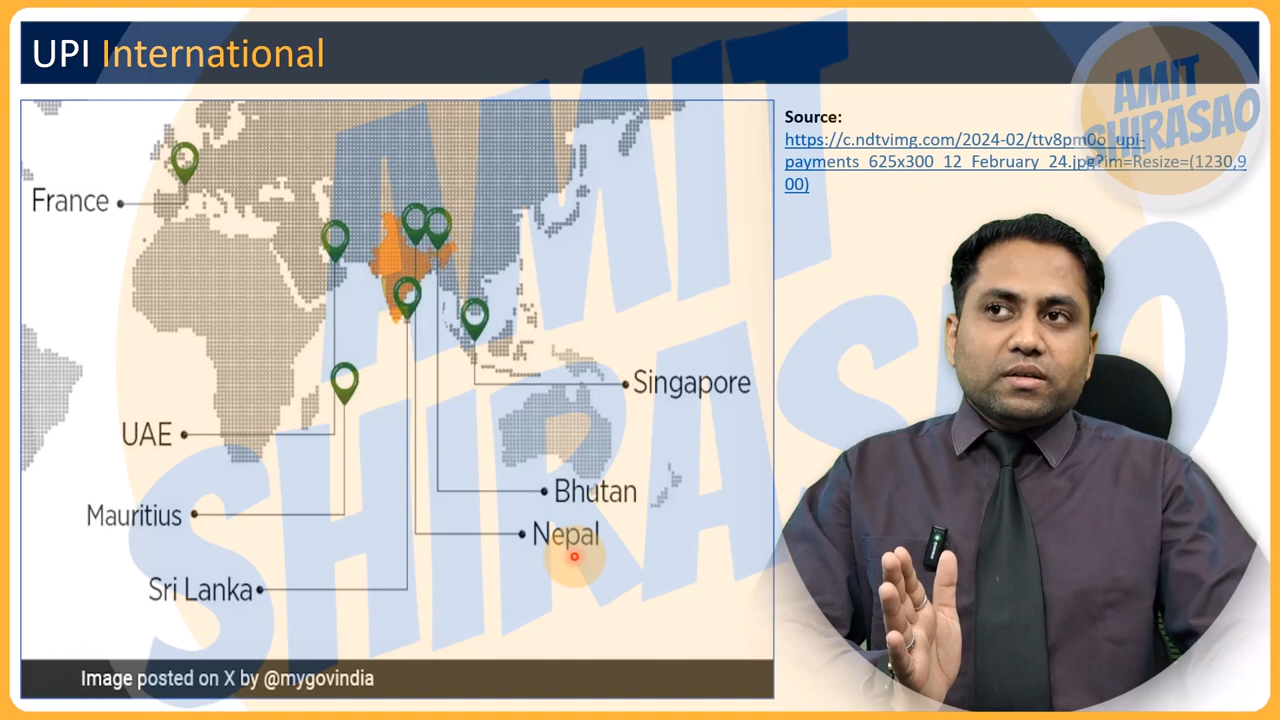 UPI International
AMIT
SHIRASAO
Source:
https://c.ndtvimg.com/2024-02/ttv8pm0o_upi-
payments_625x300_12_February_24.jpg?im=Resize=(1230,9
00)
France
UAE
Mauritius
Sri Lanka
Singapore
Bhutan
Nepal
AMIT
SHIRASAO
Image posted on X by @mygovindia